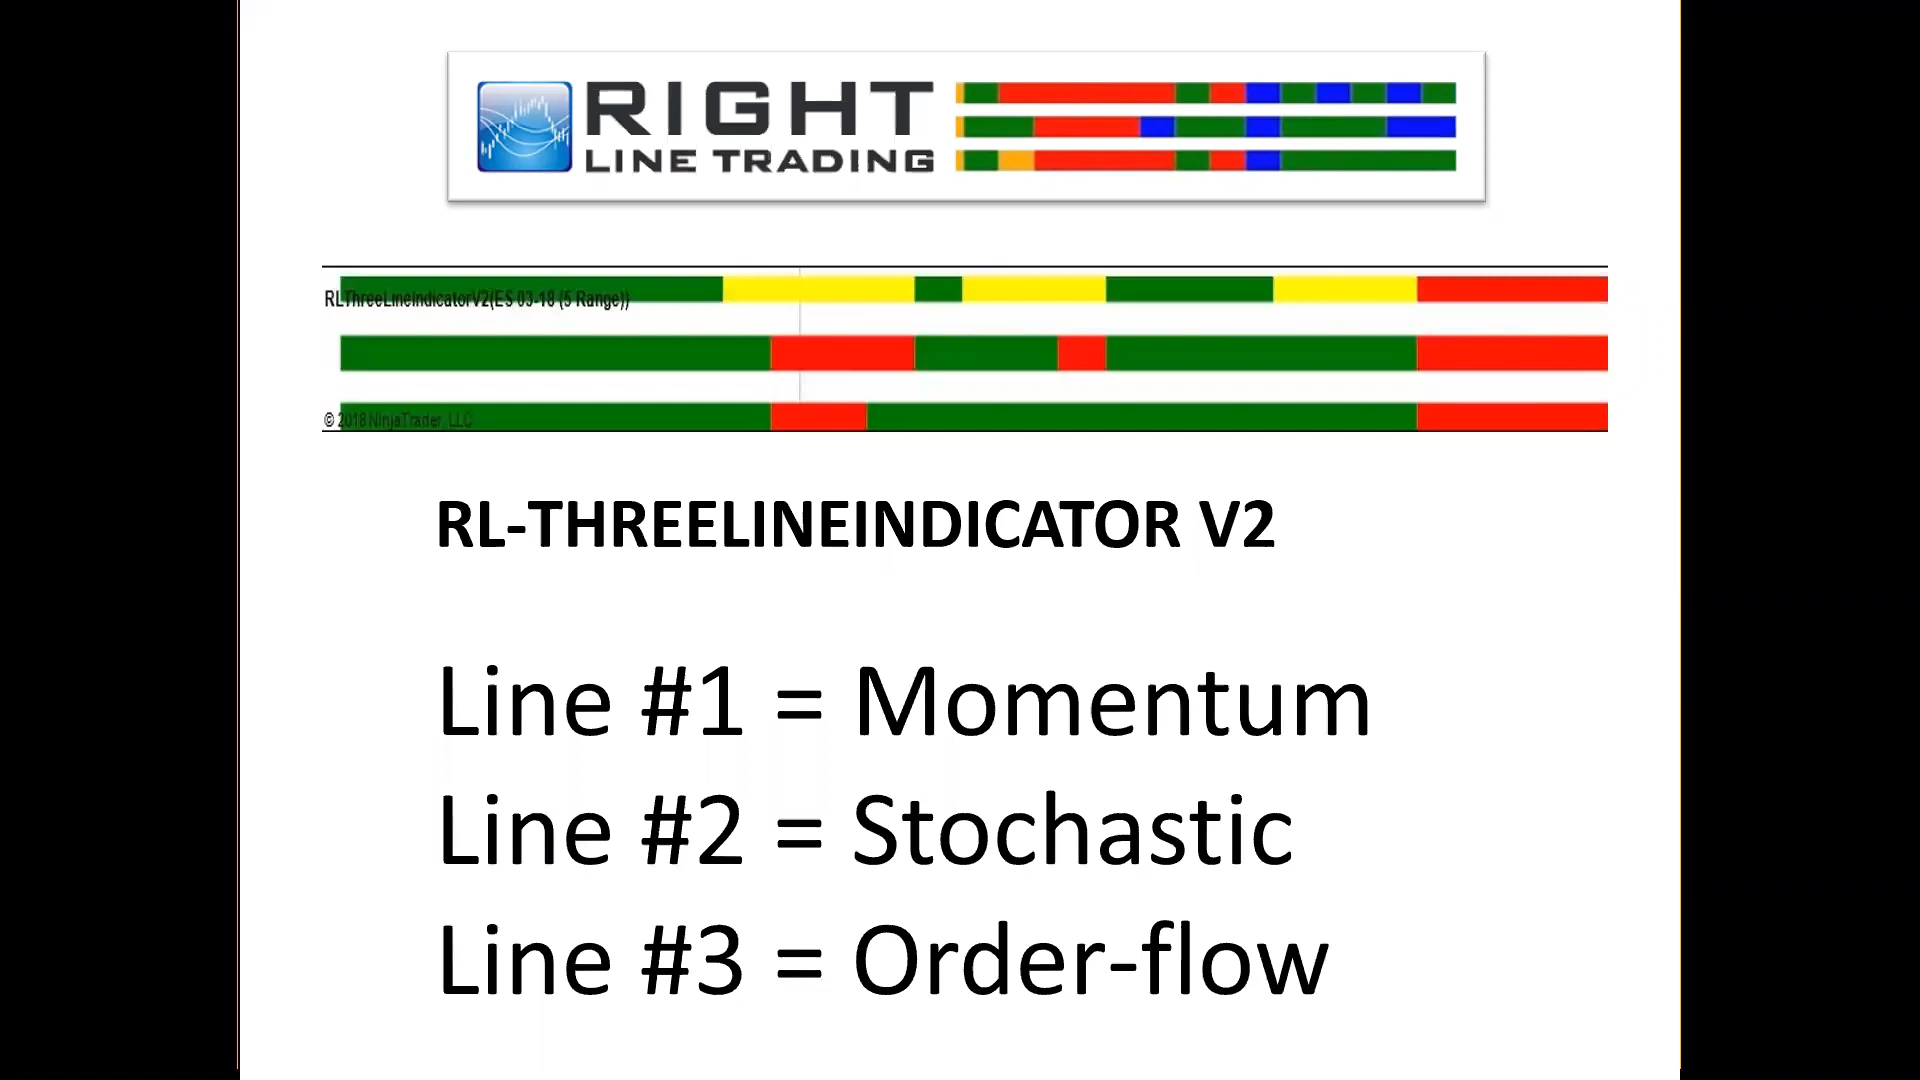 RIGHT
LINE TRADING
RLThreeLineIndicatorV2(ES 03-18 (5 Range))
© 2018 NinjaTrader, LLC
RL-THREELINEINDICATOR V2
Line #1 = Momentum
Line #2 = Stochastic
Line #3 = Order-flow